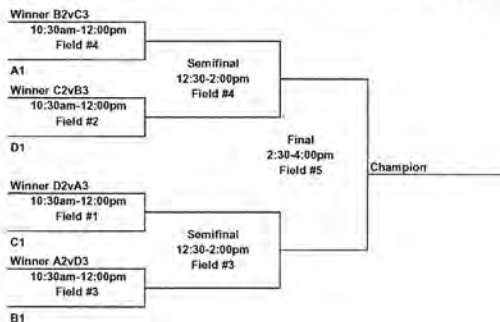 Winner B2vC3
10:30am-12:00pm
Field #4
A1
Winner C2vB3
10:30am-12:00pm
Field #2
D1
Semifinal
12:30-2:00pm
Field #4
Winner D2vA3
10:30am-12:00pm
Field #1
C1
Winner A2vD3
10:30am-12:00pm
Field #3
B1
Semifinal
12:30-2:00pm
Field #3
Final
2:30-4:00pm
Field #5
Champion